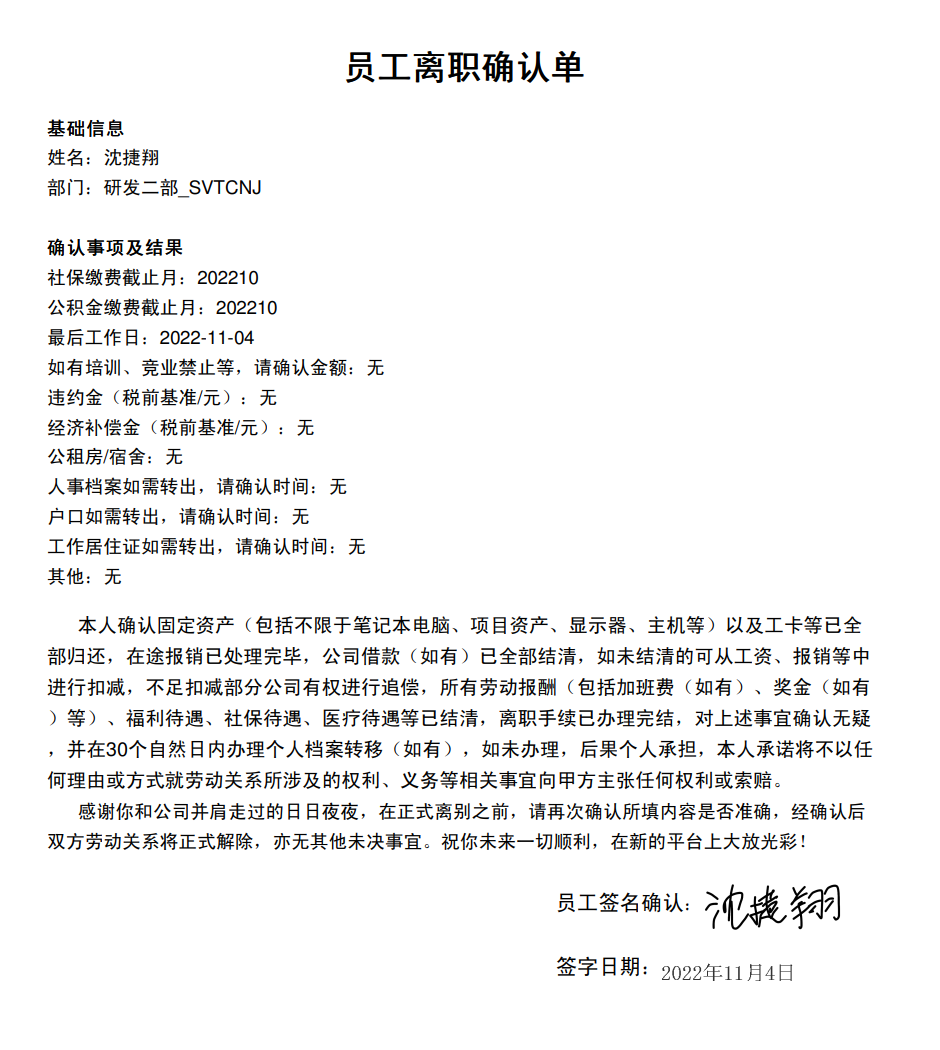 员工离职确认单
基础信息
姓名：沈捷翔
部门：研发二部_SVTCNJ
确认事项及结果
社保缴费截止月：202210
公积金缴费截止月：202210
最后工作日：2022-11-04
如有培训、竞业禁止等，请确认金额：无
违约金（税前基准/元）：无
经济补偿金（税前基准/元）：无
公租房/宿舍：无
人事档案如需转出，请确认时间：无
户口如需转出，请确认时间：无
工作居住证如需转出，请确认时间：无
其他：无
本人确认固定资产（包括不限于笔记本电脑、项目资产、显示器、主机等）以及工卡等已全
部归还，在途报销已处理完毕，公司借款（如有）已全部结清，如未结清的可从工资、报销等中
进行扣减，不足扣减部分公司有权进行追偿，所有劳动报酬（包括加班费（如有）、奖金（如有
）等）、福利待遇、社保待遇、医疗待遇等已结清，离职手续已办理完结，对上述事宜确认无疑
，并在30个自然日内办理个人档案转移（如有），如未办理，后果个人承担，本人承诺将不以任
何理由或方式就劳动关系所涉及的权利、义务等相关事宜向甲方主张任何权利或索赔。
感谢你和公司并肩走过的日日夜夜，在正式离别之前，请再次确认所填内容是否准确，经确认后
双方劳动关系将正式解除，亦无其他未决事宜。祝你未来一切顺利，在新的平台上大放光彩！
员工签名确认：沈捷翔
签字日期：2022年11月4日